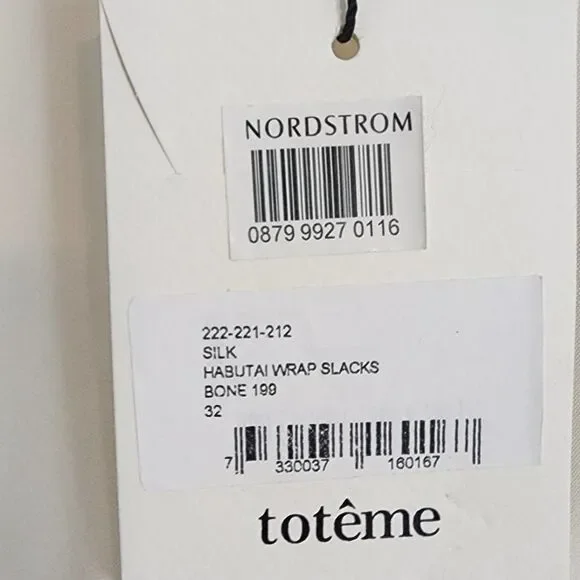 NORDSTROM
0879 9927 0116
222-221-212
SILK
HABUTAI WRAP SLACKS
BONE 199
32
7 330037 160167
totême